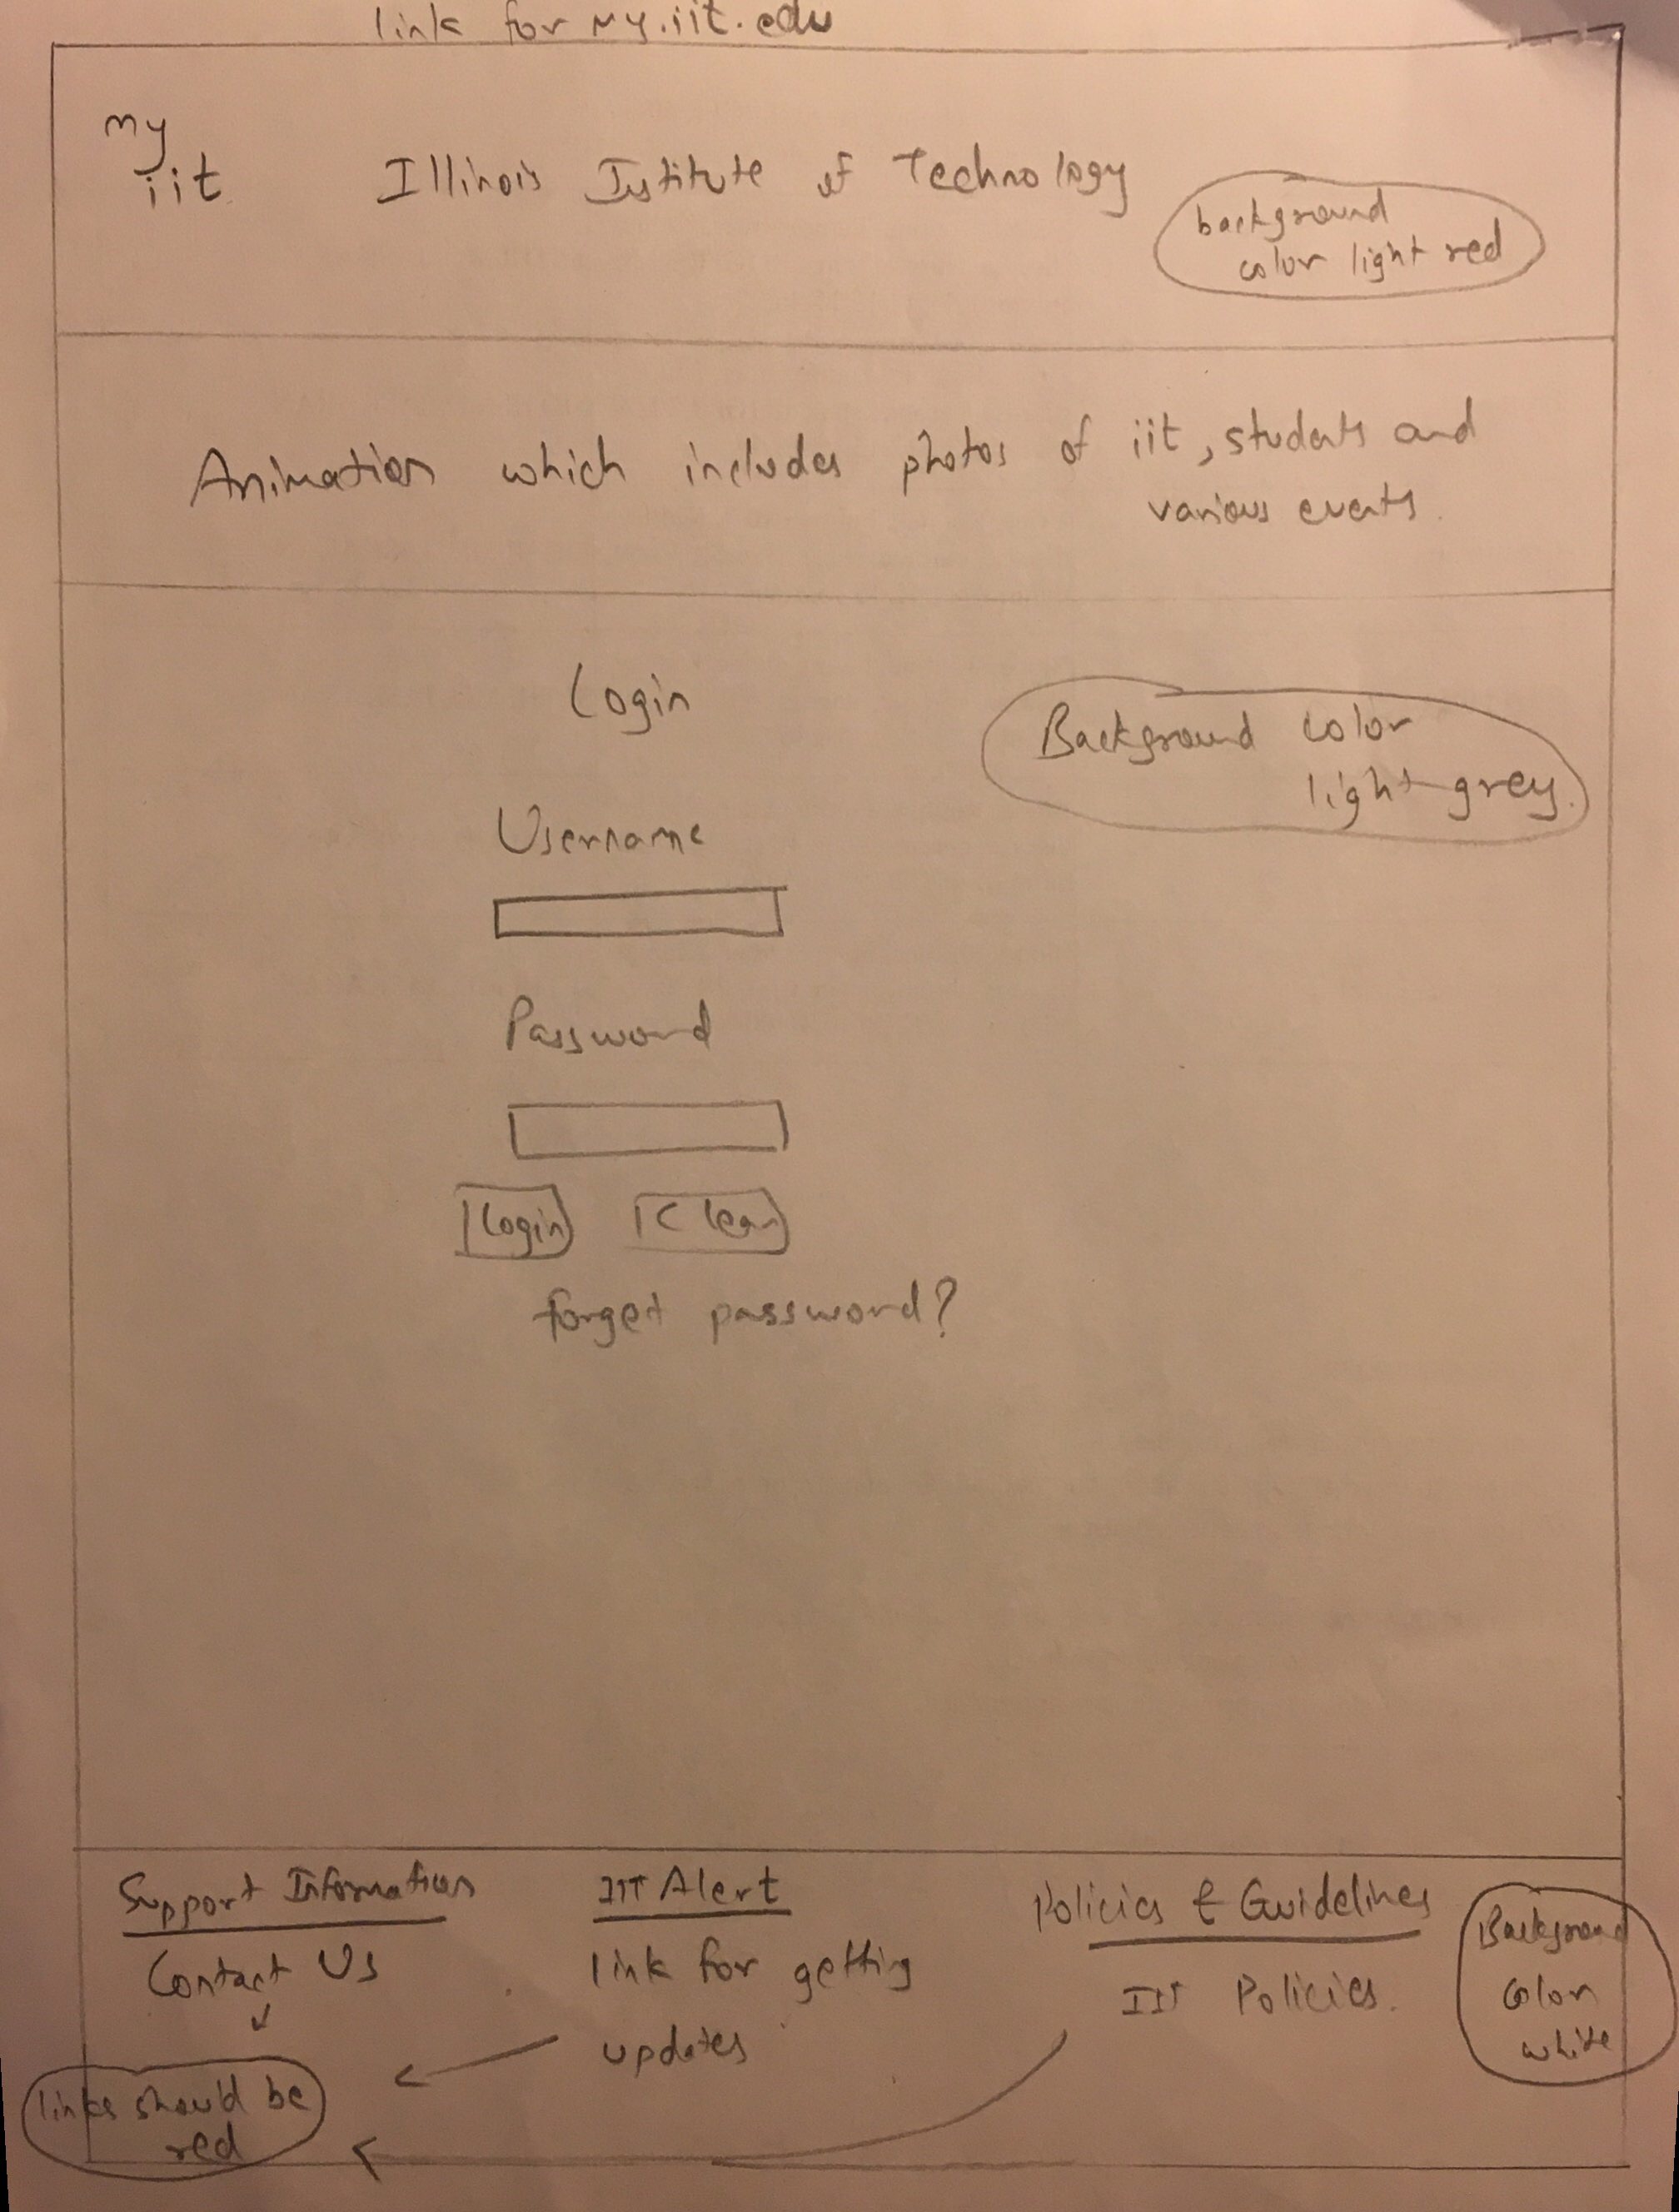 link for my.iit.edu
my
iit
Illinois Institute of Technology
background
color light red
Animation which includes photos of iit, students and
various events.
Login
Background color
light grey.
Username
Password
Login Clear
forget password?
Support Information
IIT Alert
Policies & Guidelines
Contact Us
link for getting
updates
IIT Policies.
Background
color
white
links should be
red